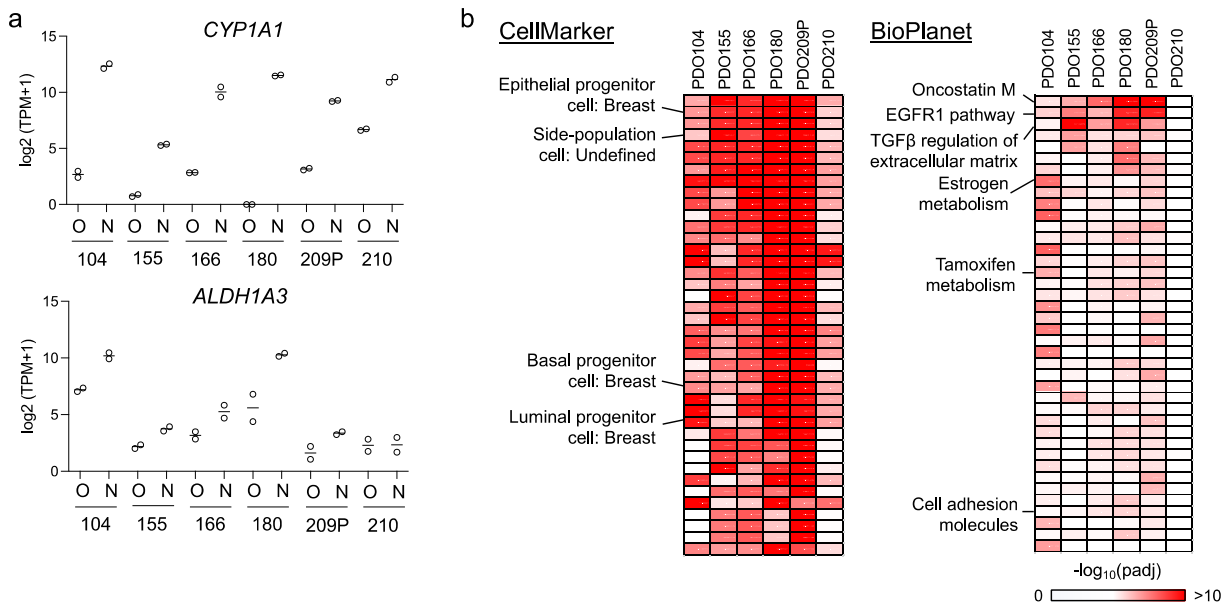 a
CYP1A1
log2 (TPM+1)
15
10
5
0
O N O N O N O N O N O N
104 155 166 180 209P 210
ALDH1A3
log2 (TPM+1)
15
10
5
0
O N O N O N O N O N O N
104 155 166 180 209P 210
b
CellMarker
PDO104
PDO155
PDO166
PDO180
PDO209P
PDO210
Epithelial progenitor
cell: Breast
Side-population
cell: Undefined
Basal progenitor
cell: Breast
Luminal progenitor
cell: Breast
BioPlanet
PDO104
PDO155
PDO166
PDO180
PDO209P
PDO210
Oncostatin M
EGFR1 pathway
TGFβ regulation of
extracellular matrix
Estrogen
metabolism
Tamoxifen
metabolism
Cell adhesion
molecules
-log10(padj)
0 >10